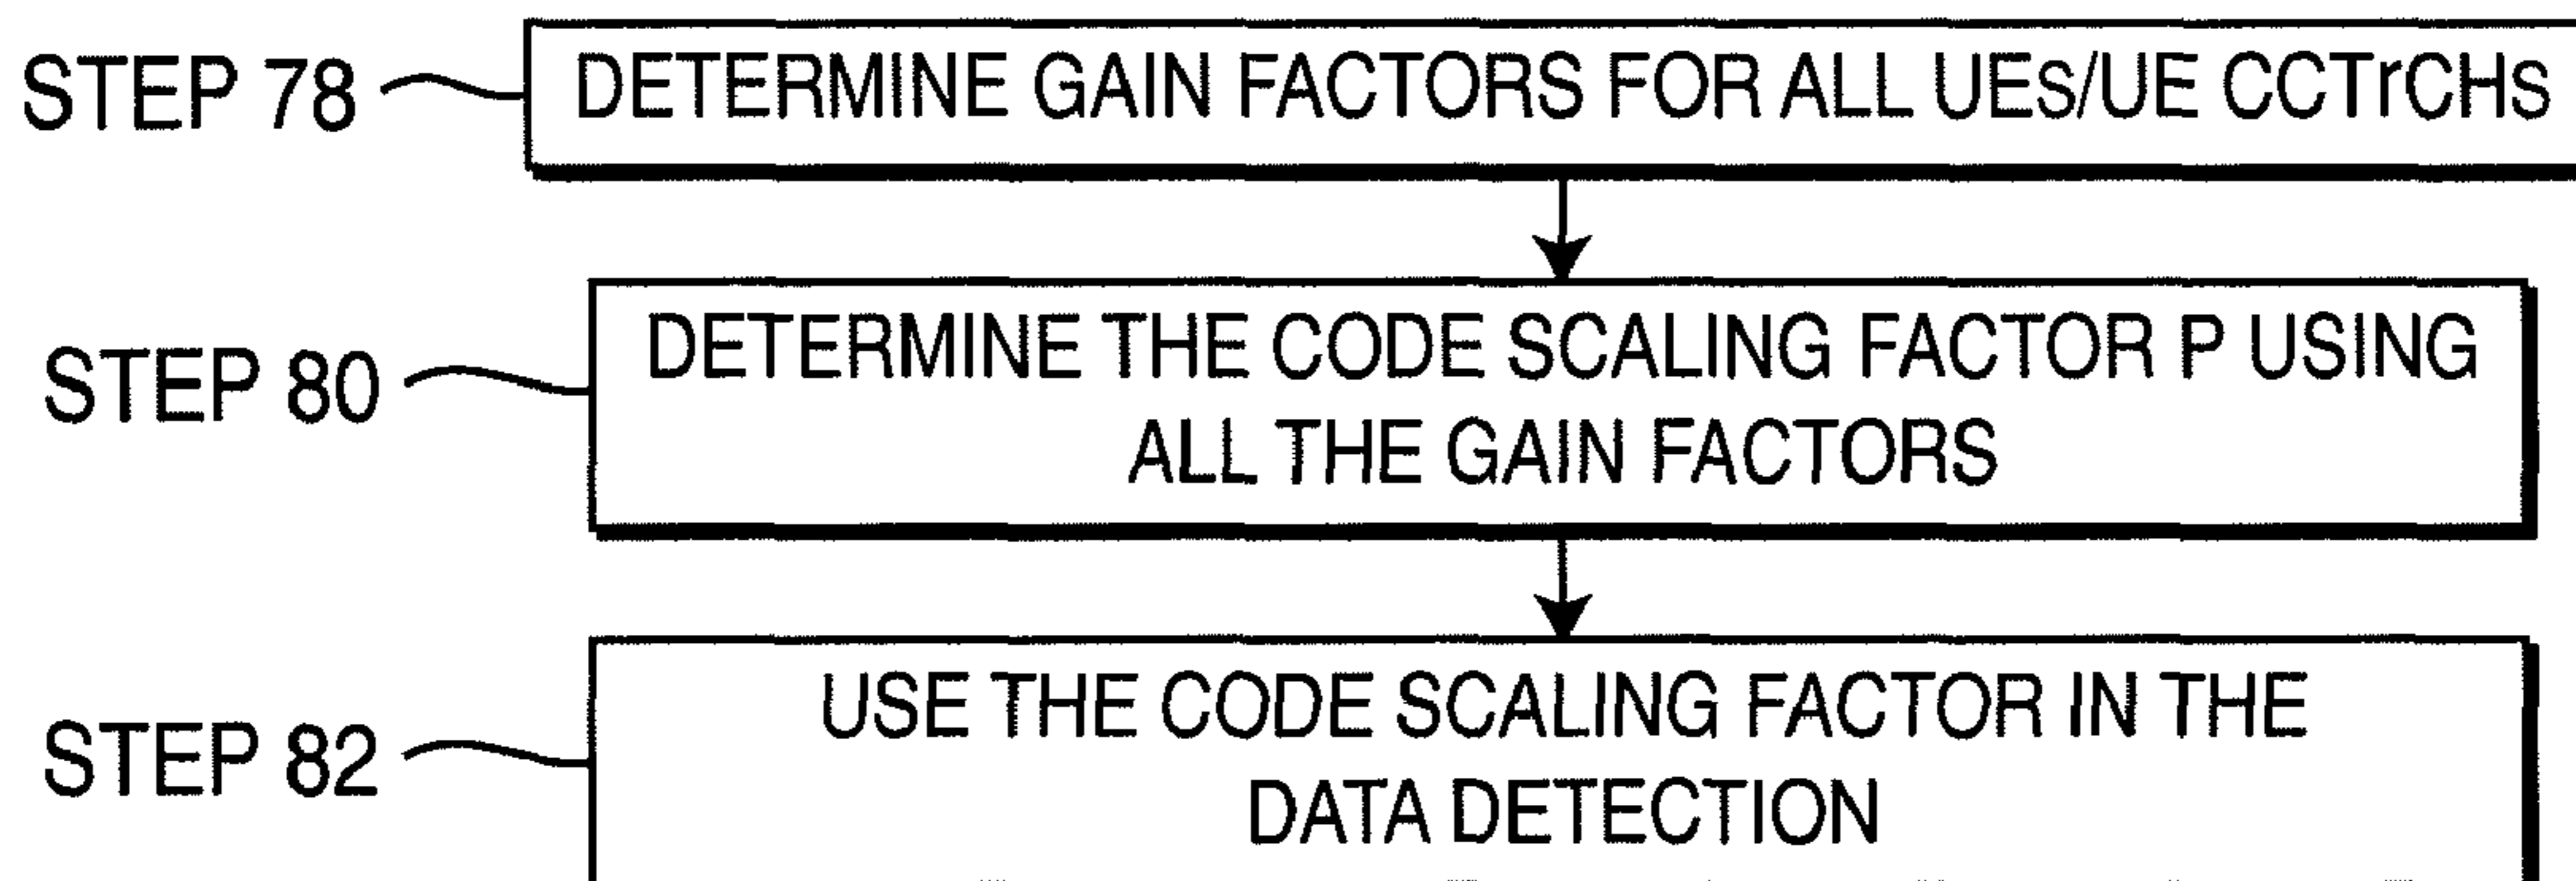 STEP 78
DETERMINE GAIN FACTORS FOR ALL UEs/UE CCTrCHs
STEP 80
DETERMINE THE CODE SCALING FACTOR P USING
ALL THE GAIN FACTORS
STEP 82
USE THE CODE SCALING FACTOR IN THE
DATA DETECTION